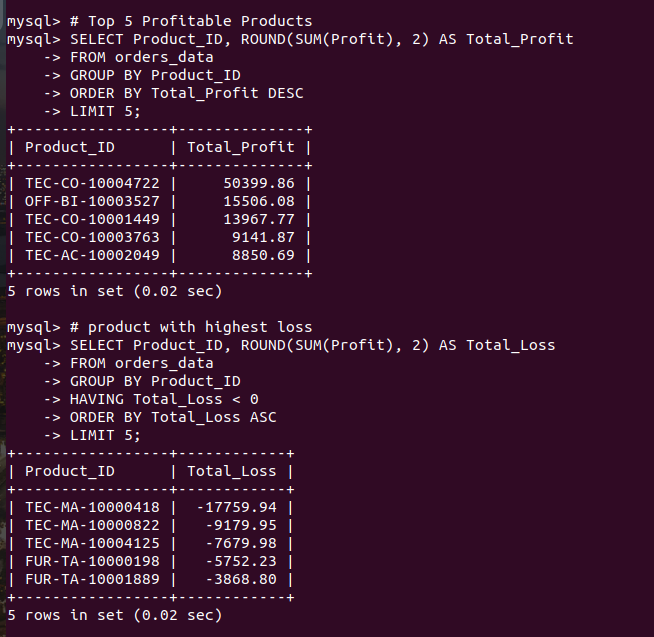 mysql> # Top 5 Profitable Products
mysql> SELECT Product_ID, ROUND(SUM(Profit), 2) AS Total_Profit
    -> FROM orders_data
    -> GROUP BY Product_ID
    -> ORDER BY Total_Profit DESC
    -> LIMIT 5;
+-----------------+--------------+
| Product_ID      | Total_Profit |
+-----------------+--------------+
| TEC-CO-10004722 |     50399.86 |
| OFF-BI-10003527 |     15506.08 |
| TEC-CO-10001449 |     13967.77 |
| TEC-CO-10003763 |      9141.87 |
| TEC-AC-10002049 |      8850.69 |
+-----------------+--------------+
5 rows in set (0.02 sec)

mysql> # product with highest loss
mysql> SELECT Product_ID, ROUND(SUM(Profit), 2) AS Total_Loss
    -> FROM orders_data
    -> GROUP BY Product_ID
    -> HAVING Total_Loss < 0
    -> ORDER BY Total_Loss ASC
    -> LIMIT 5;
+-----------------+------------+
| Product_ID      | Total_Loss |
+-----------------+------------+
| TEC-MA-10000418 |  -17759.94 |
| TEC-MA-10000822 |   -9179.95 |
| TEC-MA-10004125 |   -7679.98 |
| FUR-TA-10000198 |   -5752.23 |
| FUR-TA-10001889 |   -3868.80 |
+-----------------+------------+
5 rows in set (0.02 sec)